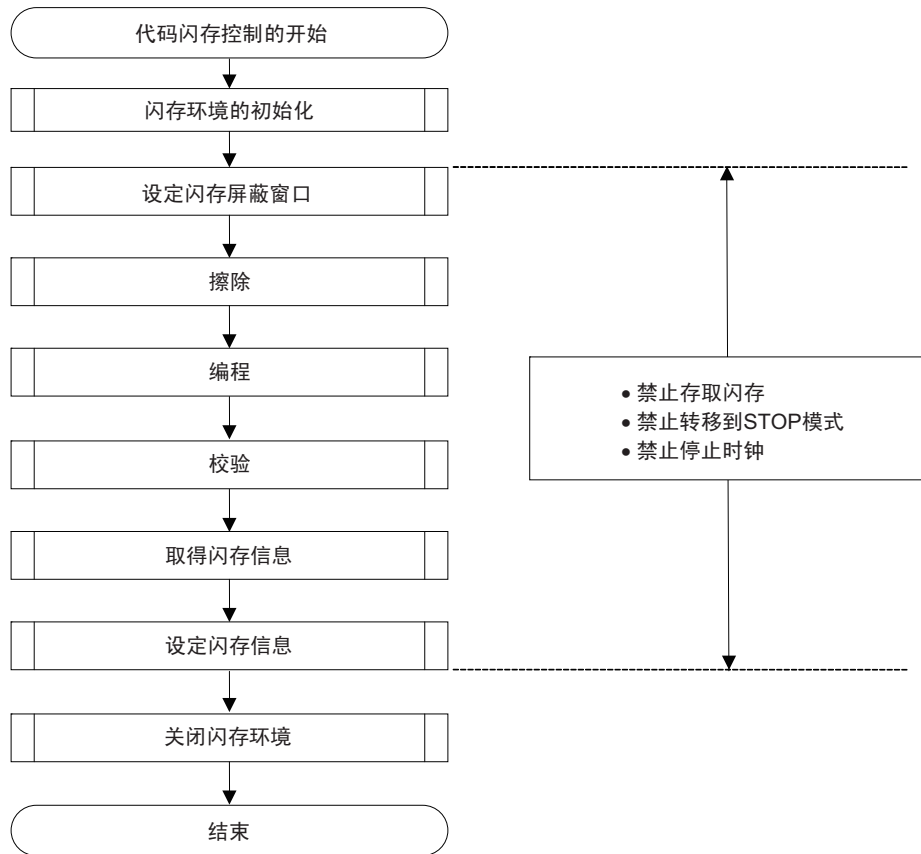 代码闪存控制的开始
闪存环境的初始化
设定闪存屏蔽窗口
擦除
编程
校验
取得闪存信息
设定闪存信息
关闭闪存环境
结束
• 禁止存取闪存
• 禁止转移到STOP模式
• 禁止停止时钟